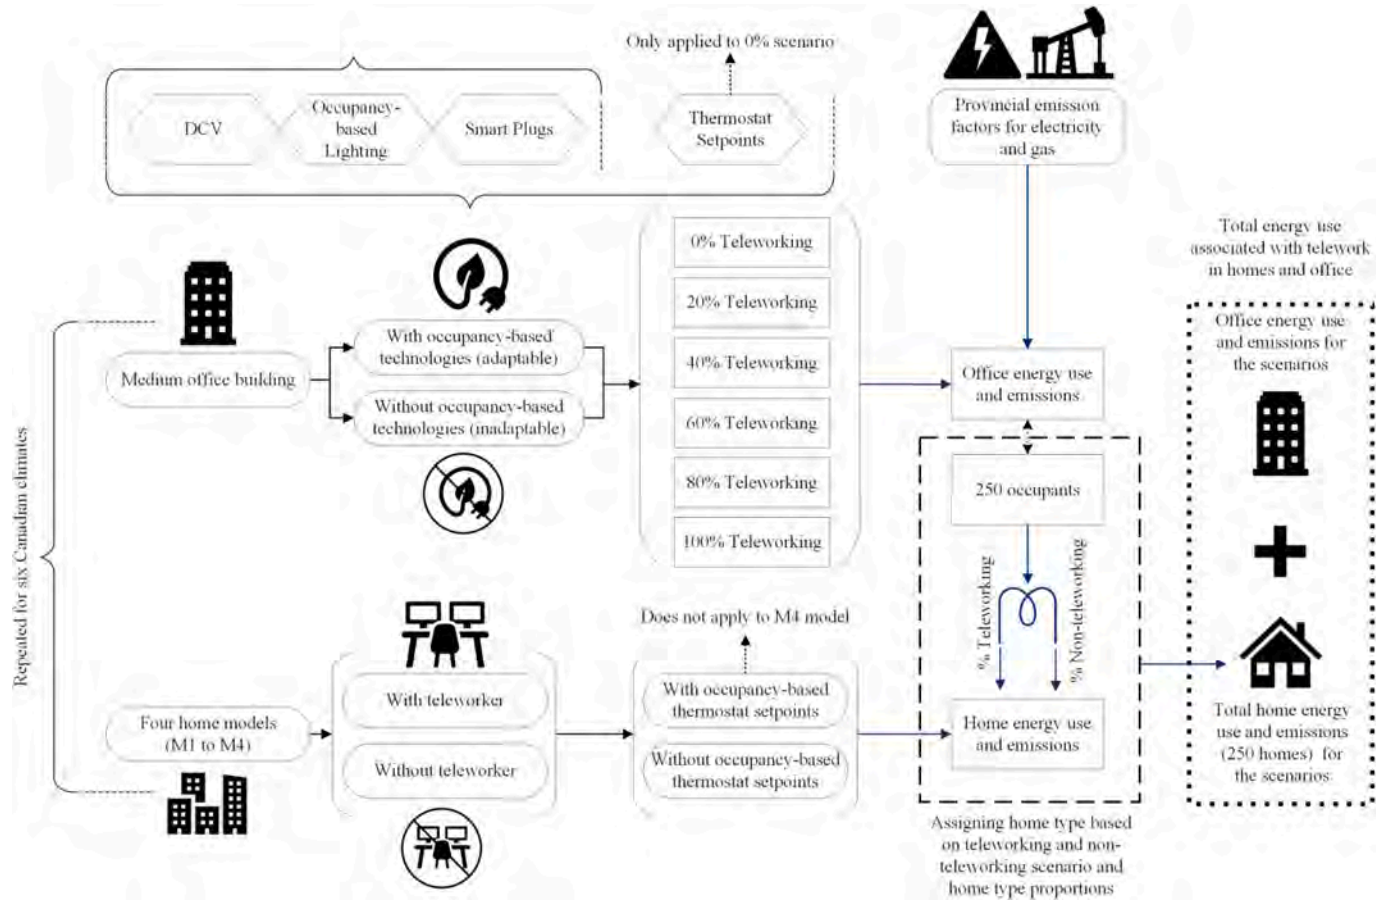 Only applied to 0% scenario
DCV
Occupancy-
based
Lighting
Smart Plugs
Thermostat
Setpoints
Provincial emission
factors for electricity
and gas
Repeated for six Canadian climates
Medium office building
With occupancy-based
technologies (adaptable)
Without occupancy-based
technologies (inadaptable)
0% Teleworking
20% Teleworking
40% Teleworking
60% Teleworking
80% Teleworking
100% Teleworking
Office energy use
and emissions
250 occupants
% Teleworking
% Non-teleworking
Four home models
(M1 to M4)
With teleworker
Without teleworker
Does not apply to M4 model
With occupancy-based
thermostat setpoints
Without occupancy-based
thermostat setpoints
Home energy use
and emissions
Assigning home type based
on teleworking and non-
teleworking scenario and
home type proportions
Total energy use
associated with telework
in homes and office
Office energy use
and emissions for
the scenarios
Total home energy
use and emissions
(250 homes) for
the scenarios